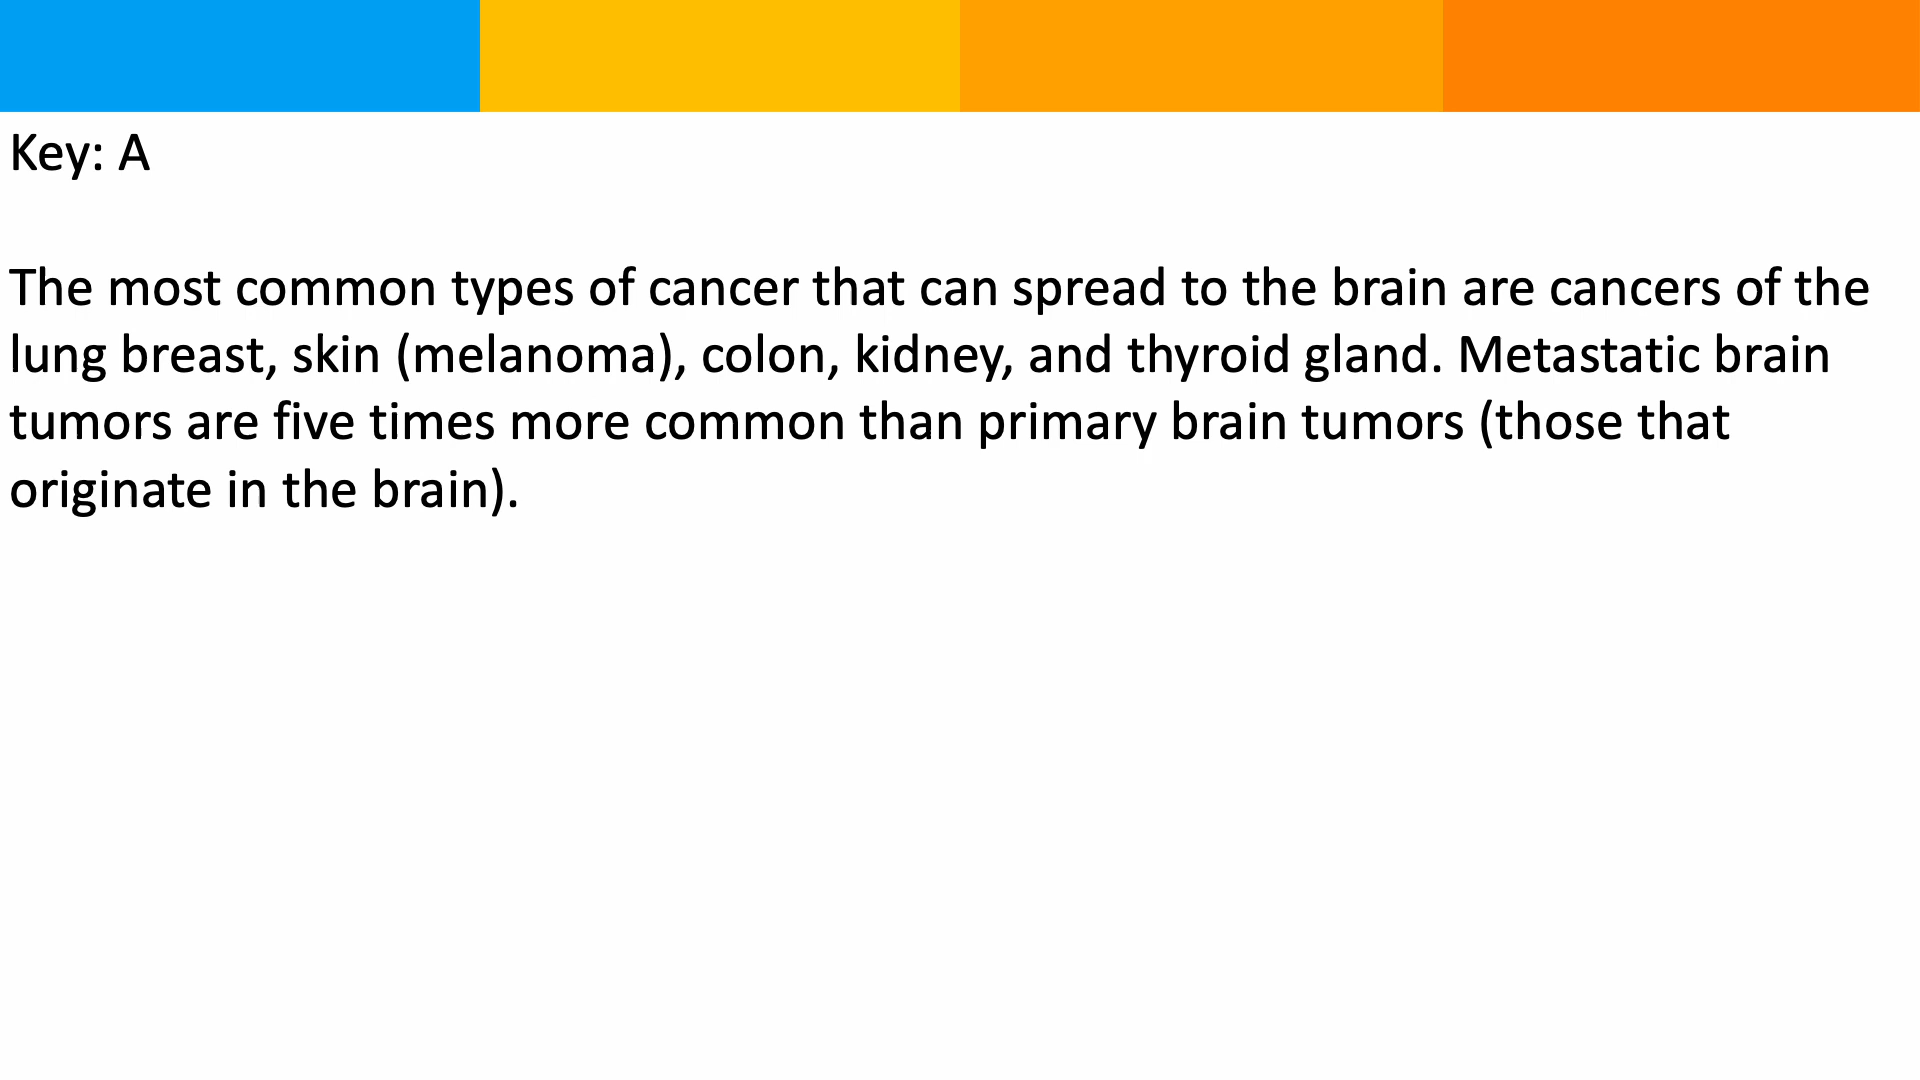 Key: A
The most common types of cancer that can spread to the brain are cancers of the
lung breast, skin (melanoma), colon, kidney, and thyroid gland. Metastatic brain
tumors are five times more common than primary brain tumors (those that
originate in the brain).